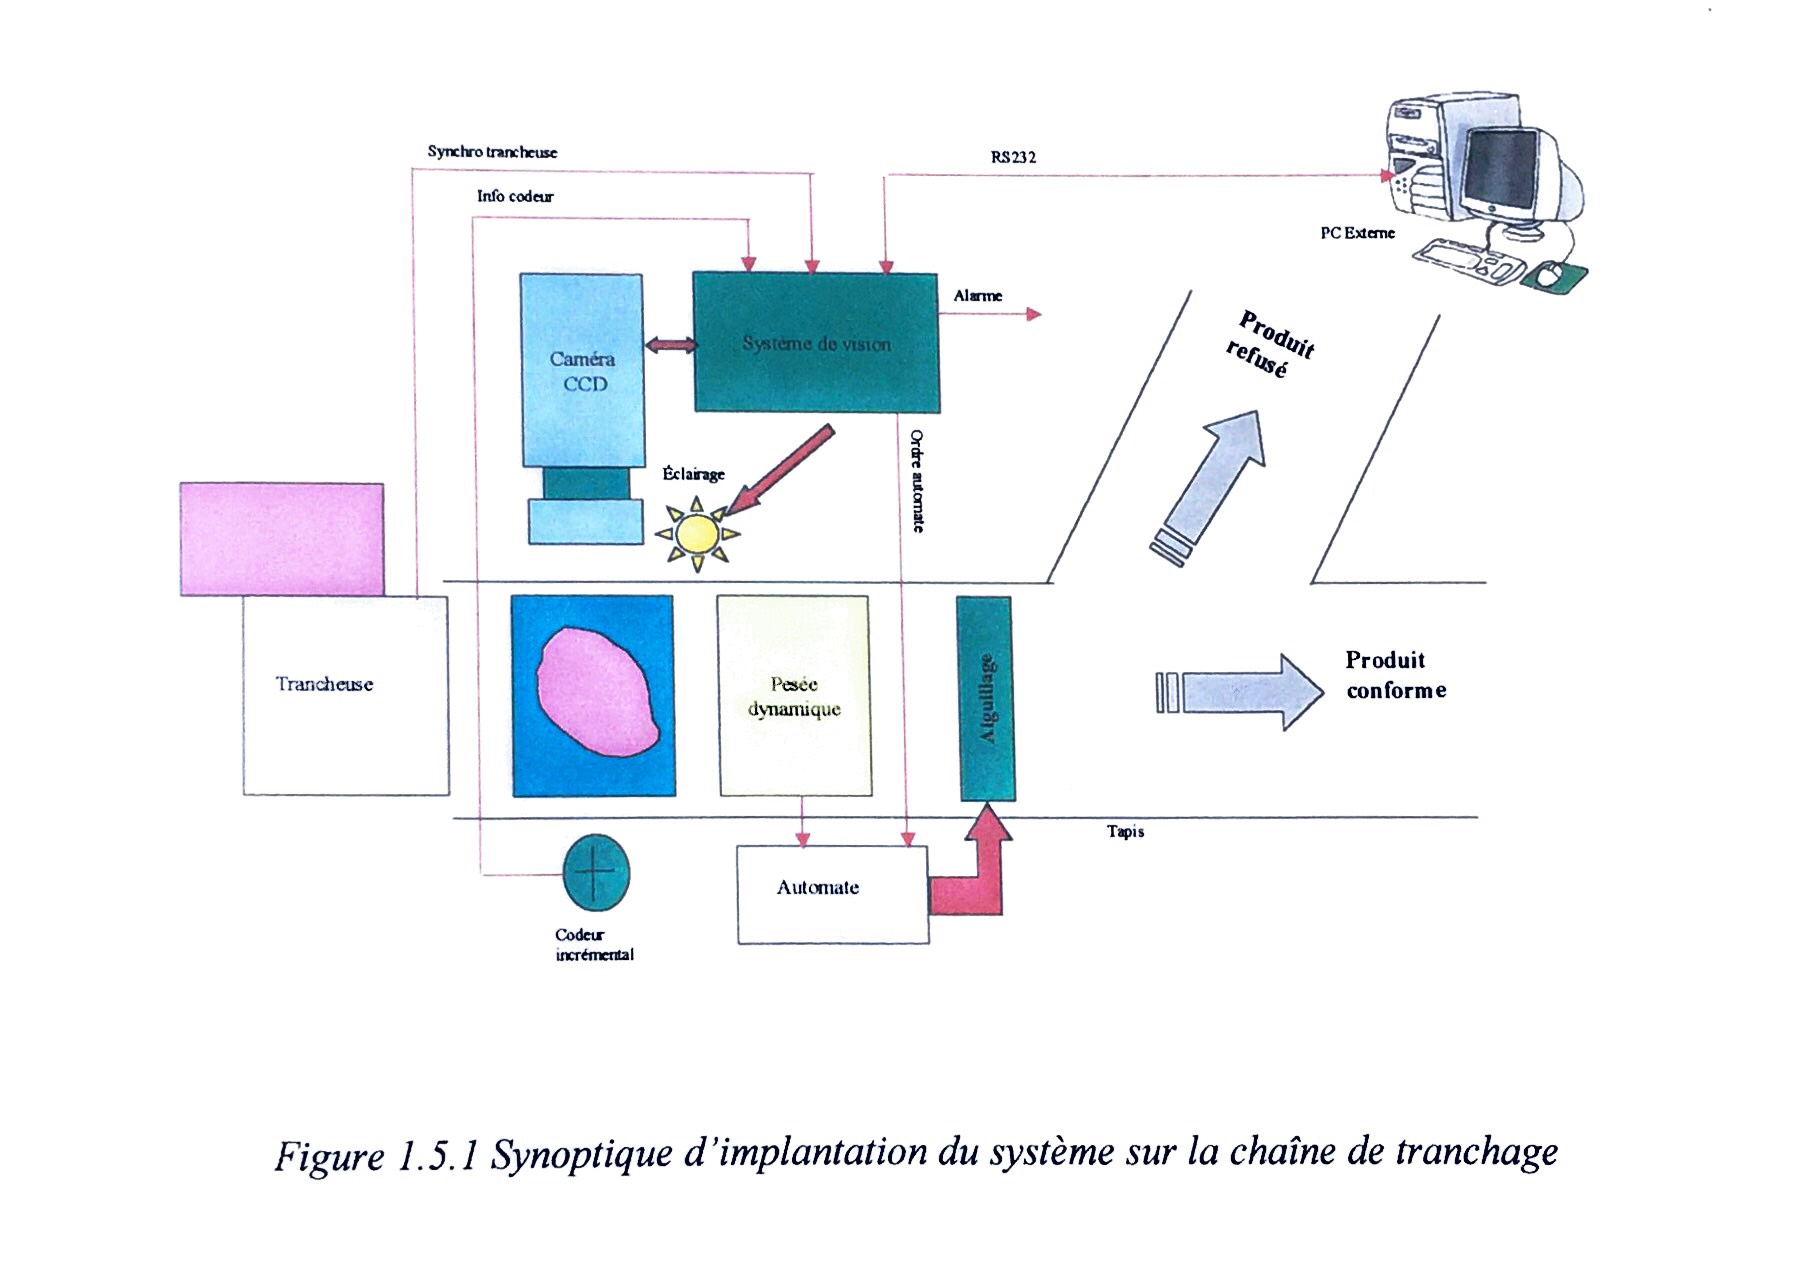 Synchro trancheuse
RS232
Info codeur
PC Externe
Alarme
Produit
refusé
Système de vision
Caméra
CCD
Éclairage
Ordre automate
Trancheuse
Pesée
dynamique
Aiguillage
Produit
conforme
Tapis
Automate
Codeur
incrémental
Figure 1.5.1 Synoptique d'implantation du système sur la chaîne de tranchage